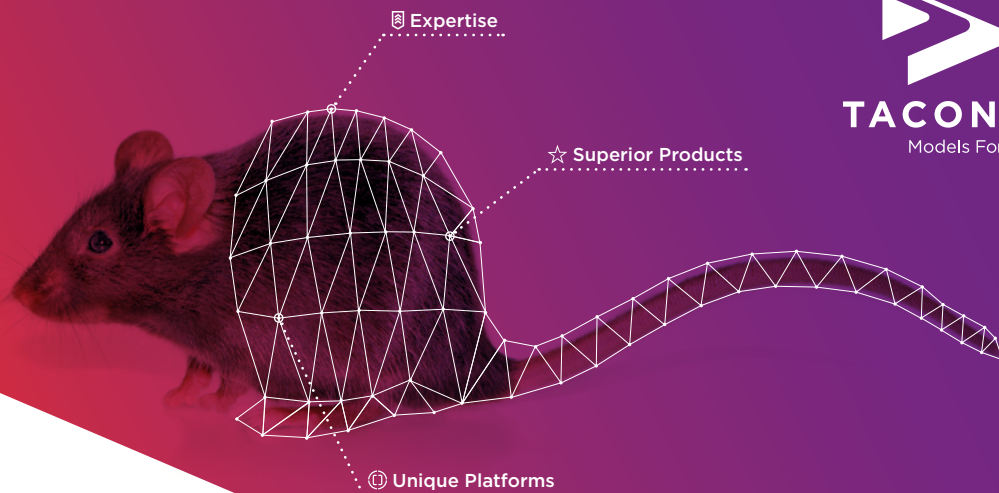 Expertise
TACON
Superior Products
Models For
Unique Platforms